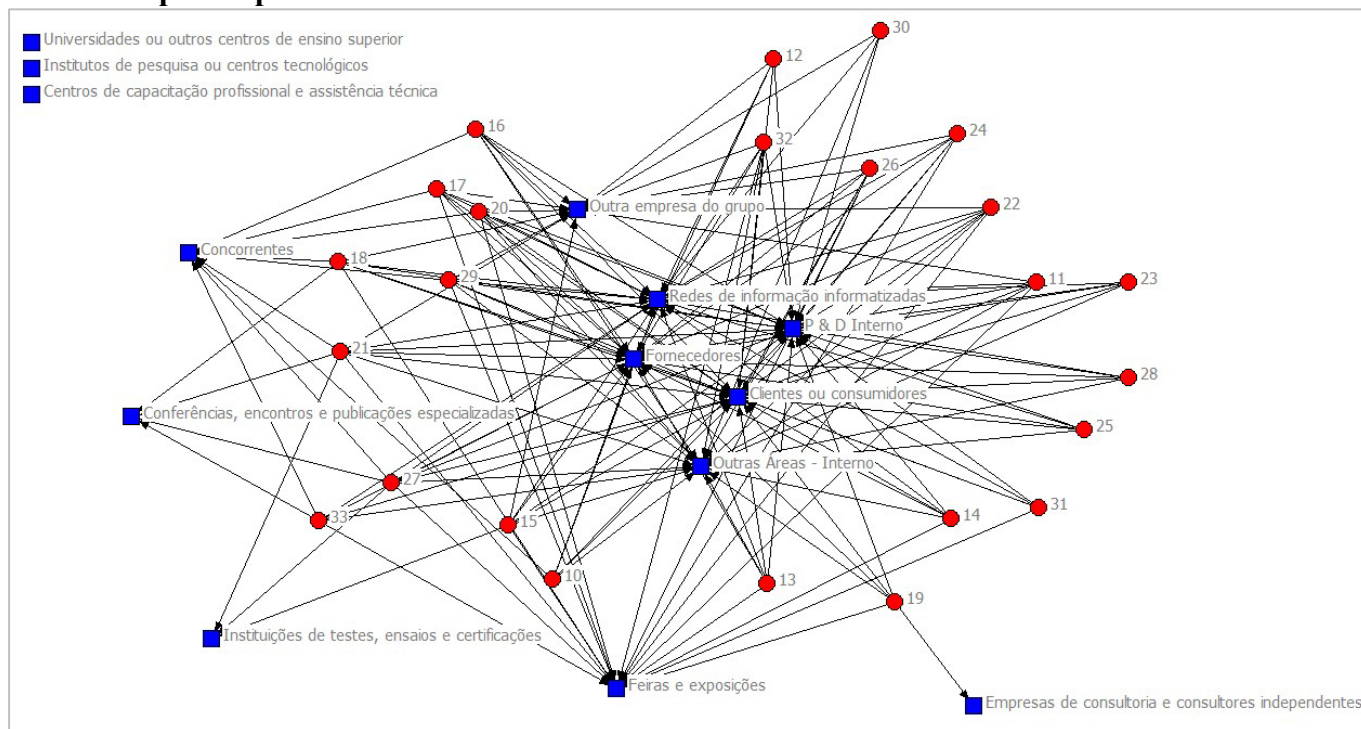 Universidades ou outros centros de ensino superior
Institutos de pesquisa ou centros tecnológicos
Centros de capacitação profissional e assistência técnica
30
12
16
24
32
26
17
20
Outra empresa do grupo
22
Concorrentes
18
29
11
23
Redes de informação informatizadas
P & D Interno
21
Fornecedores
28
Clientes ou consumidores
Conferências, encontros e publicações especializadas
25
Outras Áreas - Interno
27
31
33
15
14
10
13
19
Instituições de testes, ensaios e certificações
Feiras e exposições
Empresas de consultoria e consultores independentes